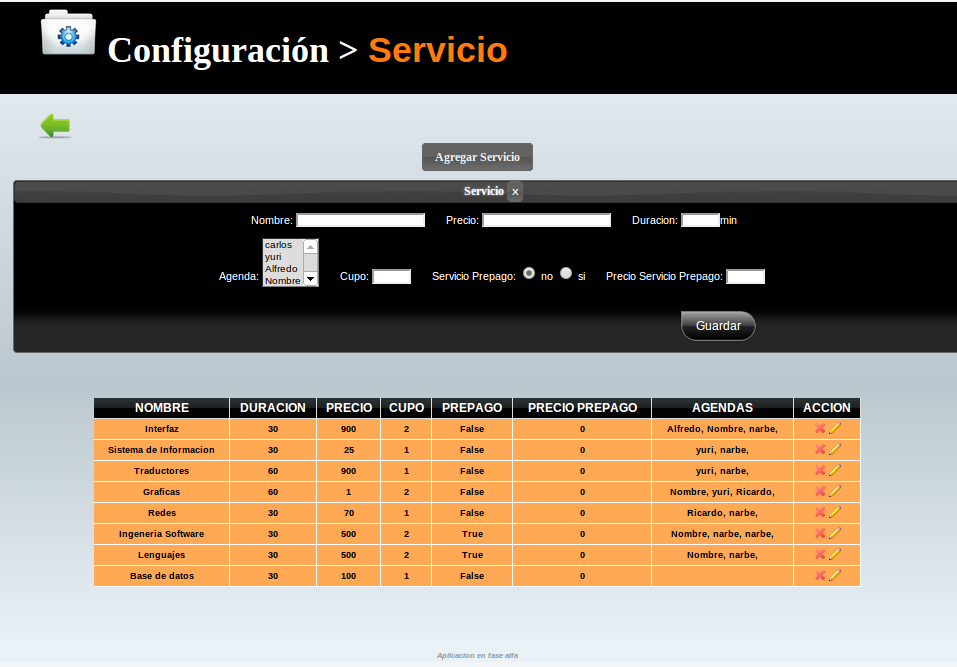 Configuración > Servicio
Agregar Servicio
Servicio x
Nombre: Precio: Duracion: min
carlos
yuri
Alfredo
Nombre
Agenda: Cupo: Servicio Prepago: no si Precio Servicio Prepago:
Guardar
NOMBRE DURACION PRECIO CUPO PREPAGO PRECIO PREPAGO AGENDAS ACCION
Interfaz 30 900 2 False 0 Alfredo, Nombre, narbe,
Sistema de Informacion 30 25 1 False 0 yuri, narbe,
Traductores 60 900 1 False 0 yuri, narbe,
Graficas 60 1 2 False 0 Nombre, yuri, Ricardo,
Redes 30 70 1 False 0 Ricardo, narbe,
Ingeneria Software 30 500 2 True 0 Nombre, narbe, narbe,
Lenguajes 30 500 2 True 0 Nombre, narbe,
Base de datos 30 100 1 False 0
Aplicacion en fase alfa